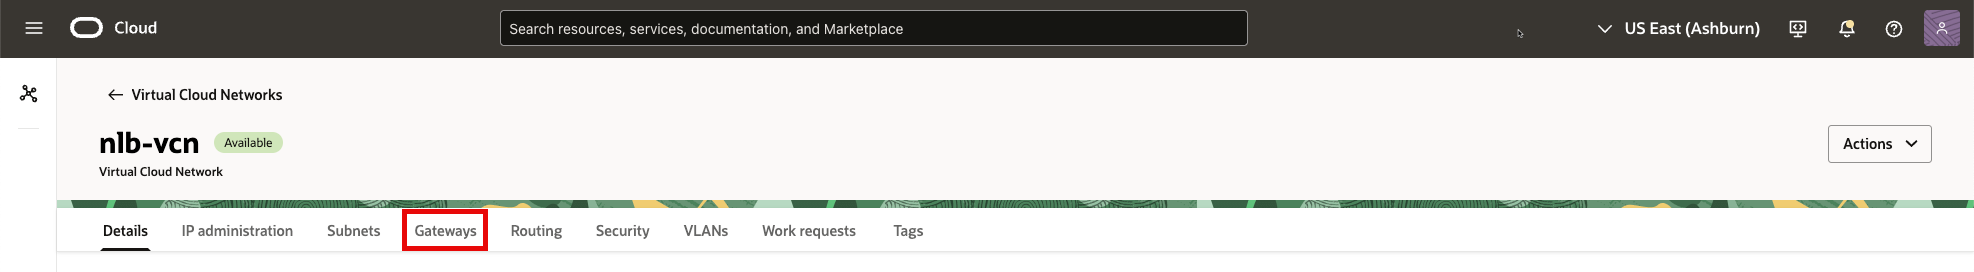 Cloud
Search resources, services, documentation, and Marketplace
US East (Ashburn)
Virtual Cloud Networks
nlb-vcn
Available
Virtual Cloud Network
Actions
Details IP administration Subnets Gateways Routing Security VLANs Work requests Tags